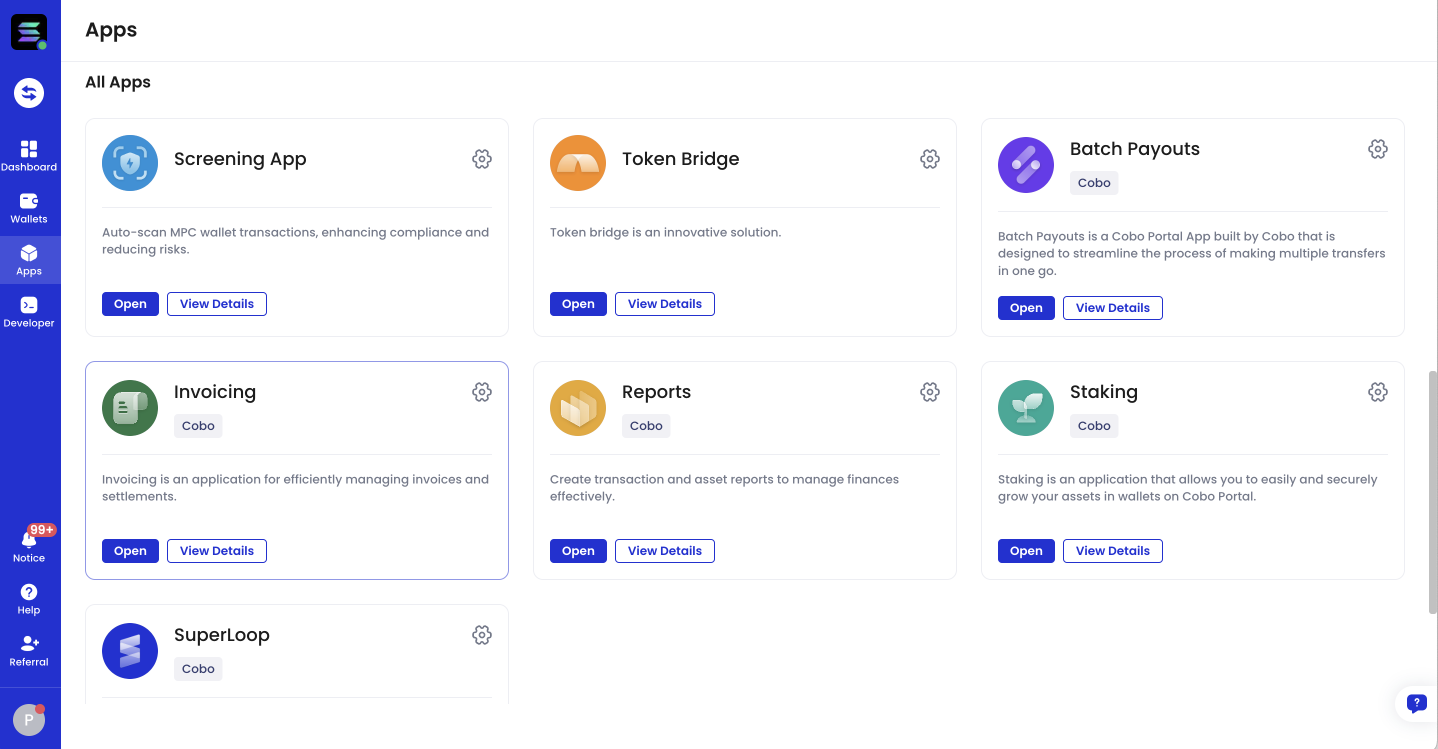 Apps
All Apps
Dashboard
Wallets
Apps
Developer
99+
Notice
Help
Referral
P
Screening App
Auto-scan MPC wallet transactions, enhancing compliance and
reducing risks.
Open View Details
Token Bridge
Token bridge is an innovative solution.
Open View Details
Batch Payouts
Cobo
Batch Payouts is a Cobo Portal App built by Cobo that is
designed to streamline the process of making multiple transfers
in one go.
Open View Details
Invoicing
Cobo
Invoicing is an application for efficiently managing invoices and
settlements.
Open View Details
Reports
Cobo
Create transaction and asset reports to manage finances
effectively.
Open View Details
Staking
Cobo
Staking is an application that allows you to easily and securely
grow your assets in wallets on Cobo Portal.
Open View Details
SuperLoop
Cobo